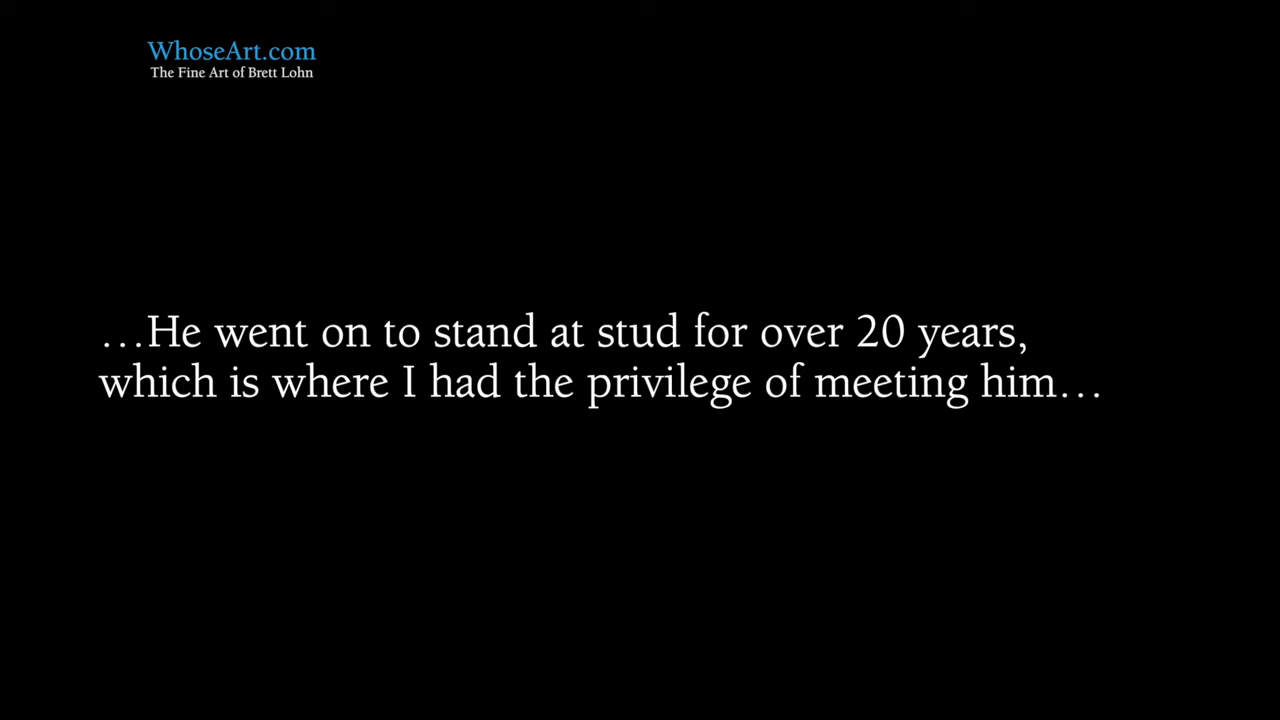 WhoseArt.com
The Fine Art of Brett Lohn
…He went on to stand at stud for over 20 years,
which is where I had the privilege of meeting him…